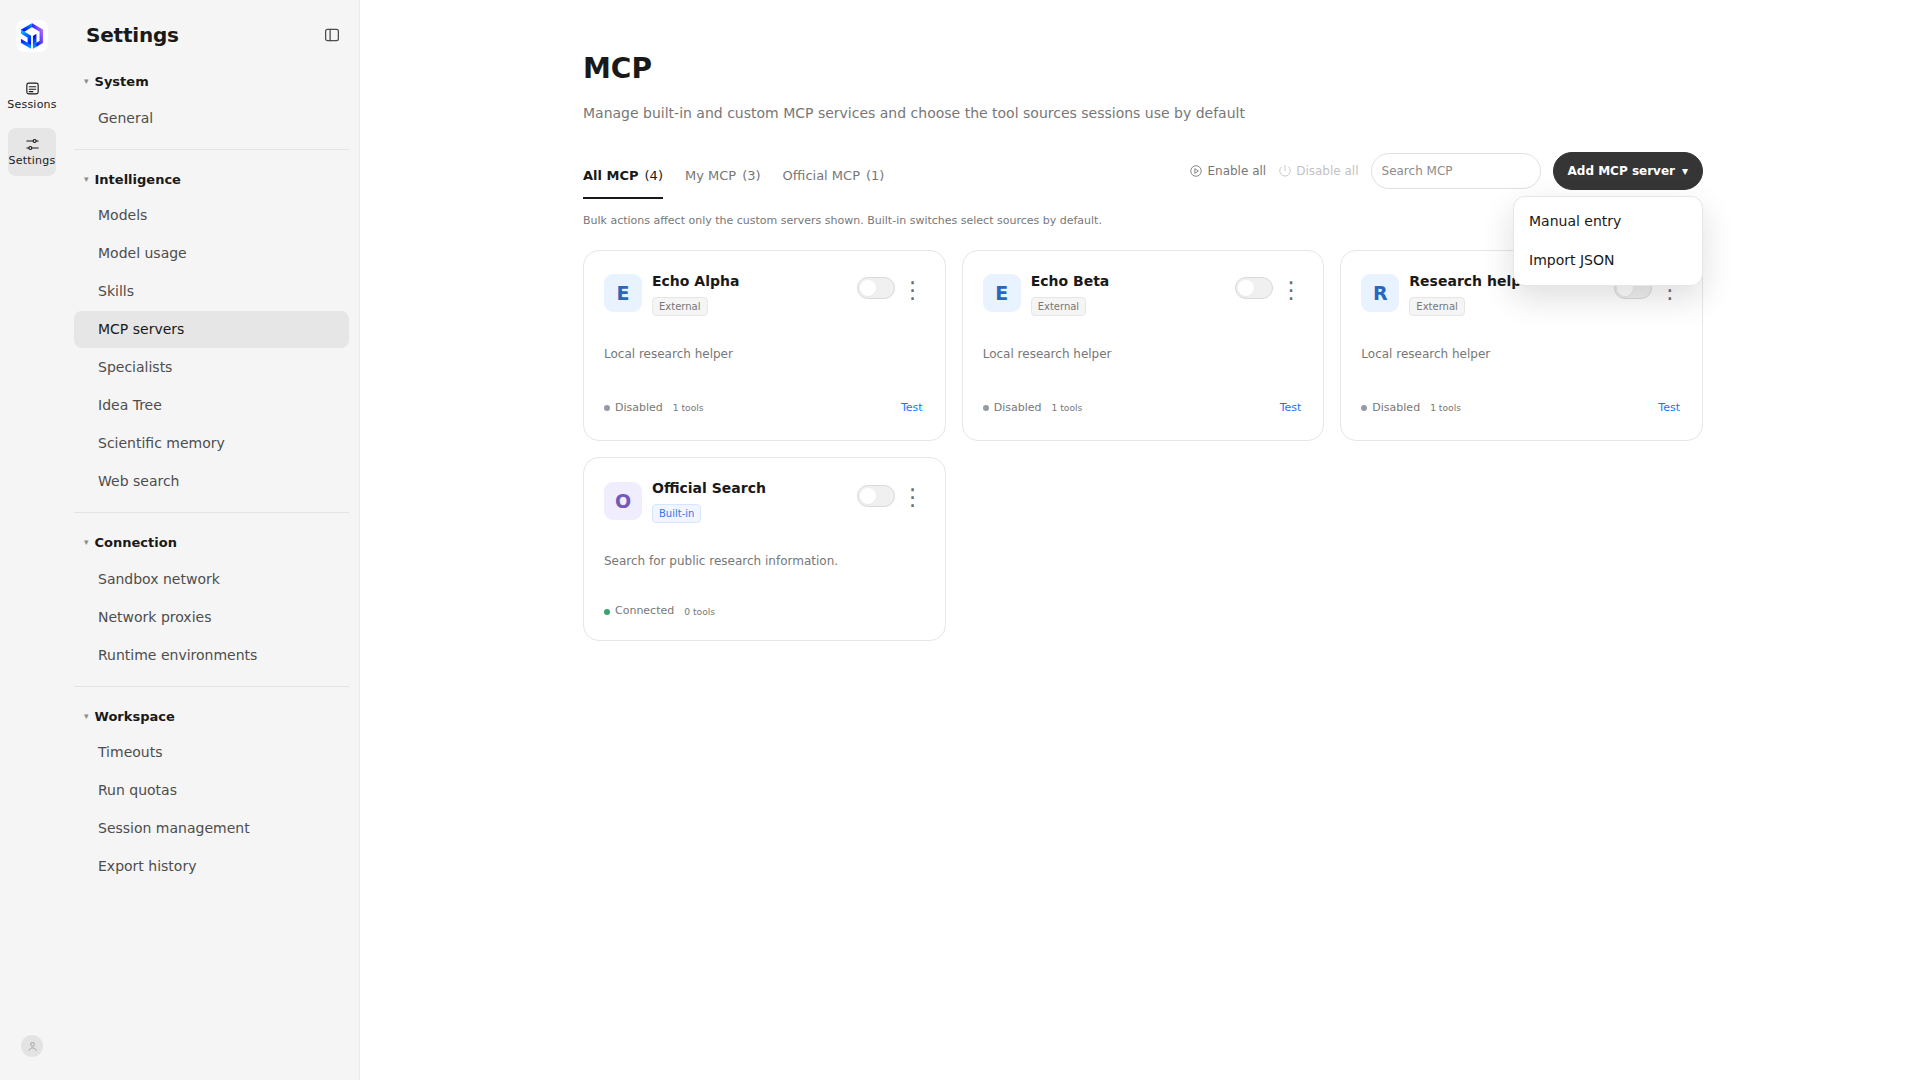 Settings
Sessions
Settings
System
General
Intelligence
Models
Model usage
Skills
MCP servers
Specialists
Idea Tree
Scientific memory
Web search
Connection
Sandbox network
Network proxies
Runtime environments
Workspace
Timeouts
Run quotas
Session management
Export history
MCP
Manage built-in and custom MCP services and choose the tool sources sessions use by default
All MCP (4) My MCP (3) Official MCP (1)
Enable all Disable all Search MCP Add MCP server ▾
Manual entry
Import JSON
Bulk actions affect only the custom servers shown. Built-in switches select sources by default.
E Echo Alpha
External
Local research helper
Disabled 1 tools Test
E Echo Beta
External
Local research helper
Disabled 1 tools Test
R Research help
External
Local research helper
Disabled 1 tools Test
O Official Search
Built-in
Search for public research information.
Connected 0 tools